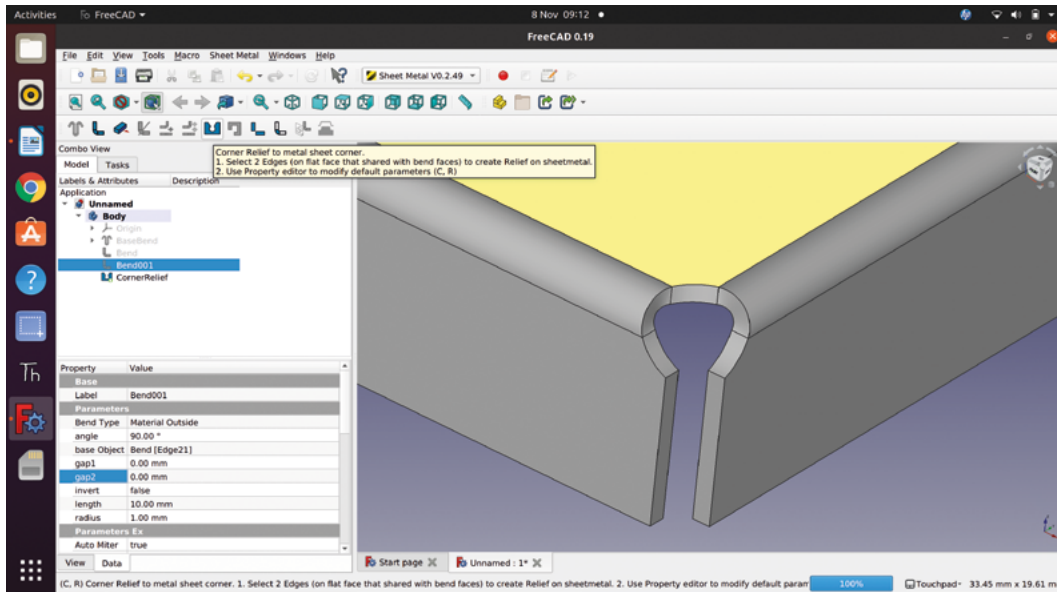 Activities
To FreeCAD
8 Nov 09:12
FreeCAD 0.19
File Edit View Tools Macro Sheet Metal Windows Help
Sheet Metal V0.2.49
Combo View
Model Tasks
Corner Relief to metal sheet corner.
1. Select 2 Edges (on flat face that shared with bend faces) to create Relief on sheetmetal.
2. Use Property editor to modify default parameters (C, R)
Labels & Attributes Description
Application
Unnamed
Body
Origin
BaseBend
Bend
Bend001
CornerRelief
Property Value
Base
Label Bend001
Parameters
Bend Type Material Outside
angle 90.00 °
base Object Bend [Edge21]
gap1 0.00 mm
gap2 0.00 mm
invert false
length 10.00 mm
radius 1.00 mm
Parameters Ex
Auto Miter true
View Data
Start page
Unnamed : 1*
(C, R) Corner Relief to metal sheet corner. 1. Select 2 Edges (on flat face that shared with bend faces) to create Relief on sheetmetal. 2. Use Property editor to modify default param
100%
Touchpad
33.45 mm x 19.61 m
Th